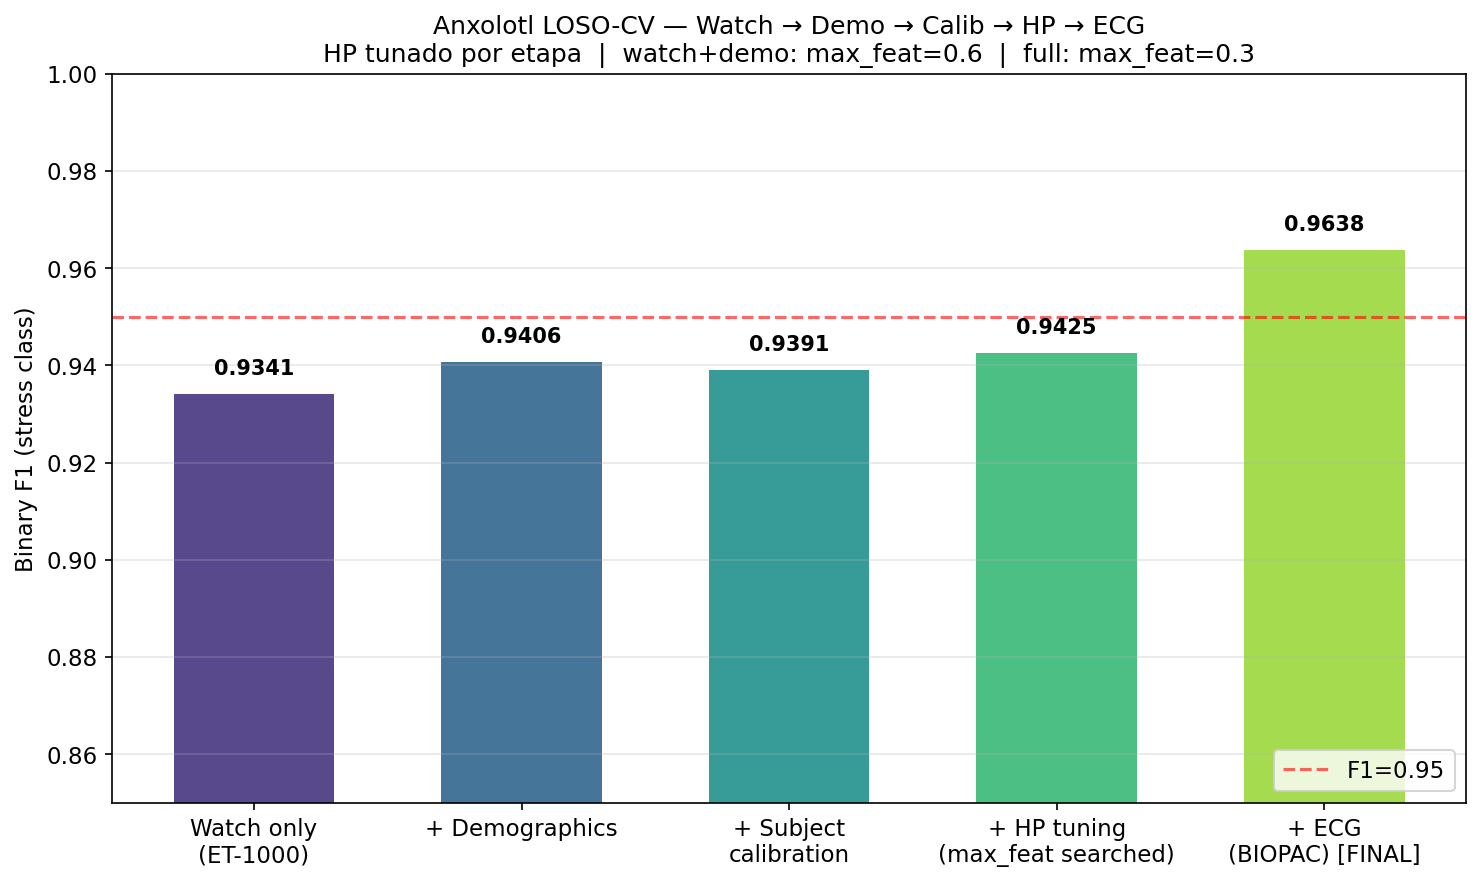 Anxolotl LOSO-CV — Watch → Demo → Calib → HP → ECG
HP tunado por etapa | watch+demo: max_feat=0.6 | full: max_feat=0.3
Binary F1 (stress class)
1.00
0.98
0.96
0.94
0.92
0.90
0.88
0.86
0.9341
0.9406
0.9391
0.9425
0.9638
F1=0.95
Watch only
(ET-1000)
+ Demographics
+ Subject
calibration
+ HP tuning
(max_feat searched)
+ ECG
(BIOPAC) [FINAL]